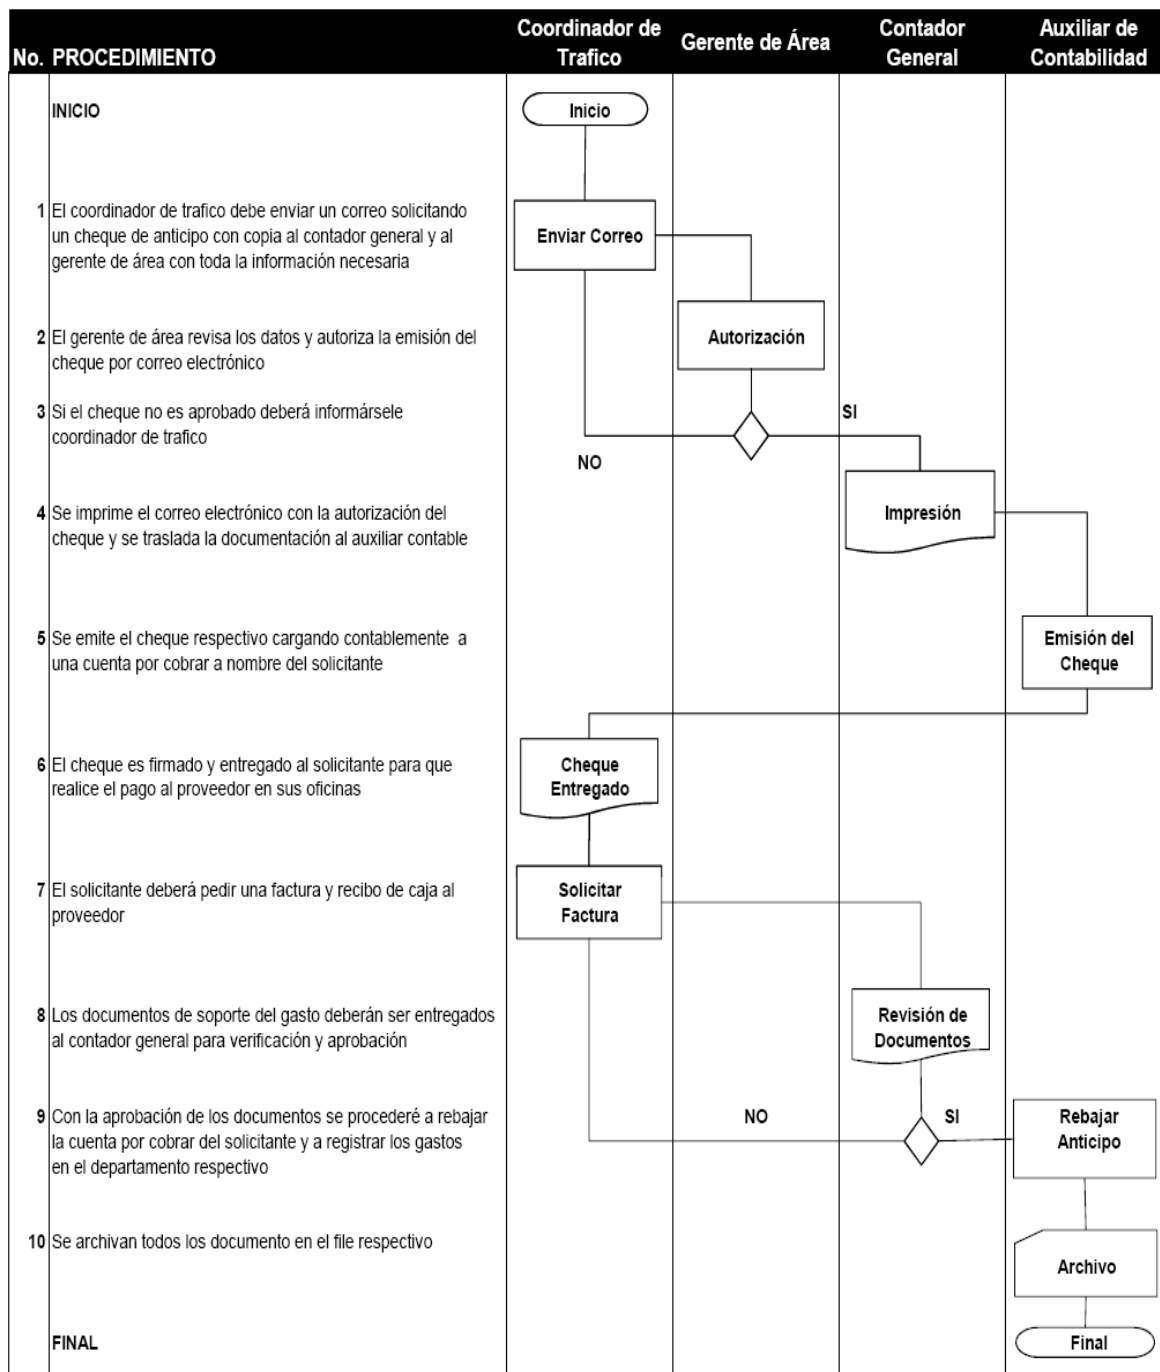 No. PROCEDIMIENTO
Coordinador de
Trafico
Gerente de Área
Contador
General
Auxiliar de
Contabilidad
INICIO
Inicio
1 El coordinador de trafico debe enviar un correo solicitando
un cheque de anticipo con copia al contador general y al
gerente de área con toda la información necesaria
Enviar Correo
2 El gerente de área revisa los datos y autoriza la emisión del
cheque por correo electrónico
Autorización
3 Si el cheque no es aprobado deberá informársele
coordinador de trafico
SI
NO
4 Se imprime el correo electrónico con la autorización del
cheque y se traslada la documentación al auxiliar contable
Impresión
5 Se emite el cheque respectivo cargando contablemente a
una cuenta por cobrar a nombre del solicitante
Emisión del
Cheque
6 El cheque es firmado y entregado al solicitante para que
realice el pago al proveedor en sus oficinas
Cheque
Entregado
7 El solicitante deberá pedir una factura y recibo de caja al
proveedor
Solicitar
Factura
8 Los documentos de soporte del gasto deberán ser entregados
al contador general para verificación y aprobación
Revisión de
Documentos
9 Con la aprobación de los documentos se procederé a rebajar
la cuenta por cobrar del solicitante y a registrar los gastos
en el departamento respectivo
NO
SI
Rebajar
Anticipo
10 Se archivan todos los documento en el file respectivo
Archivo
FINAL
Final